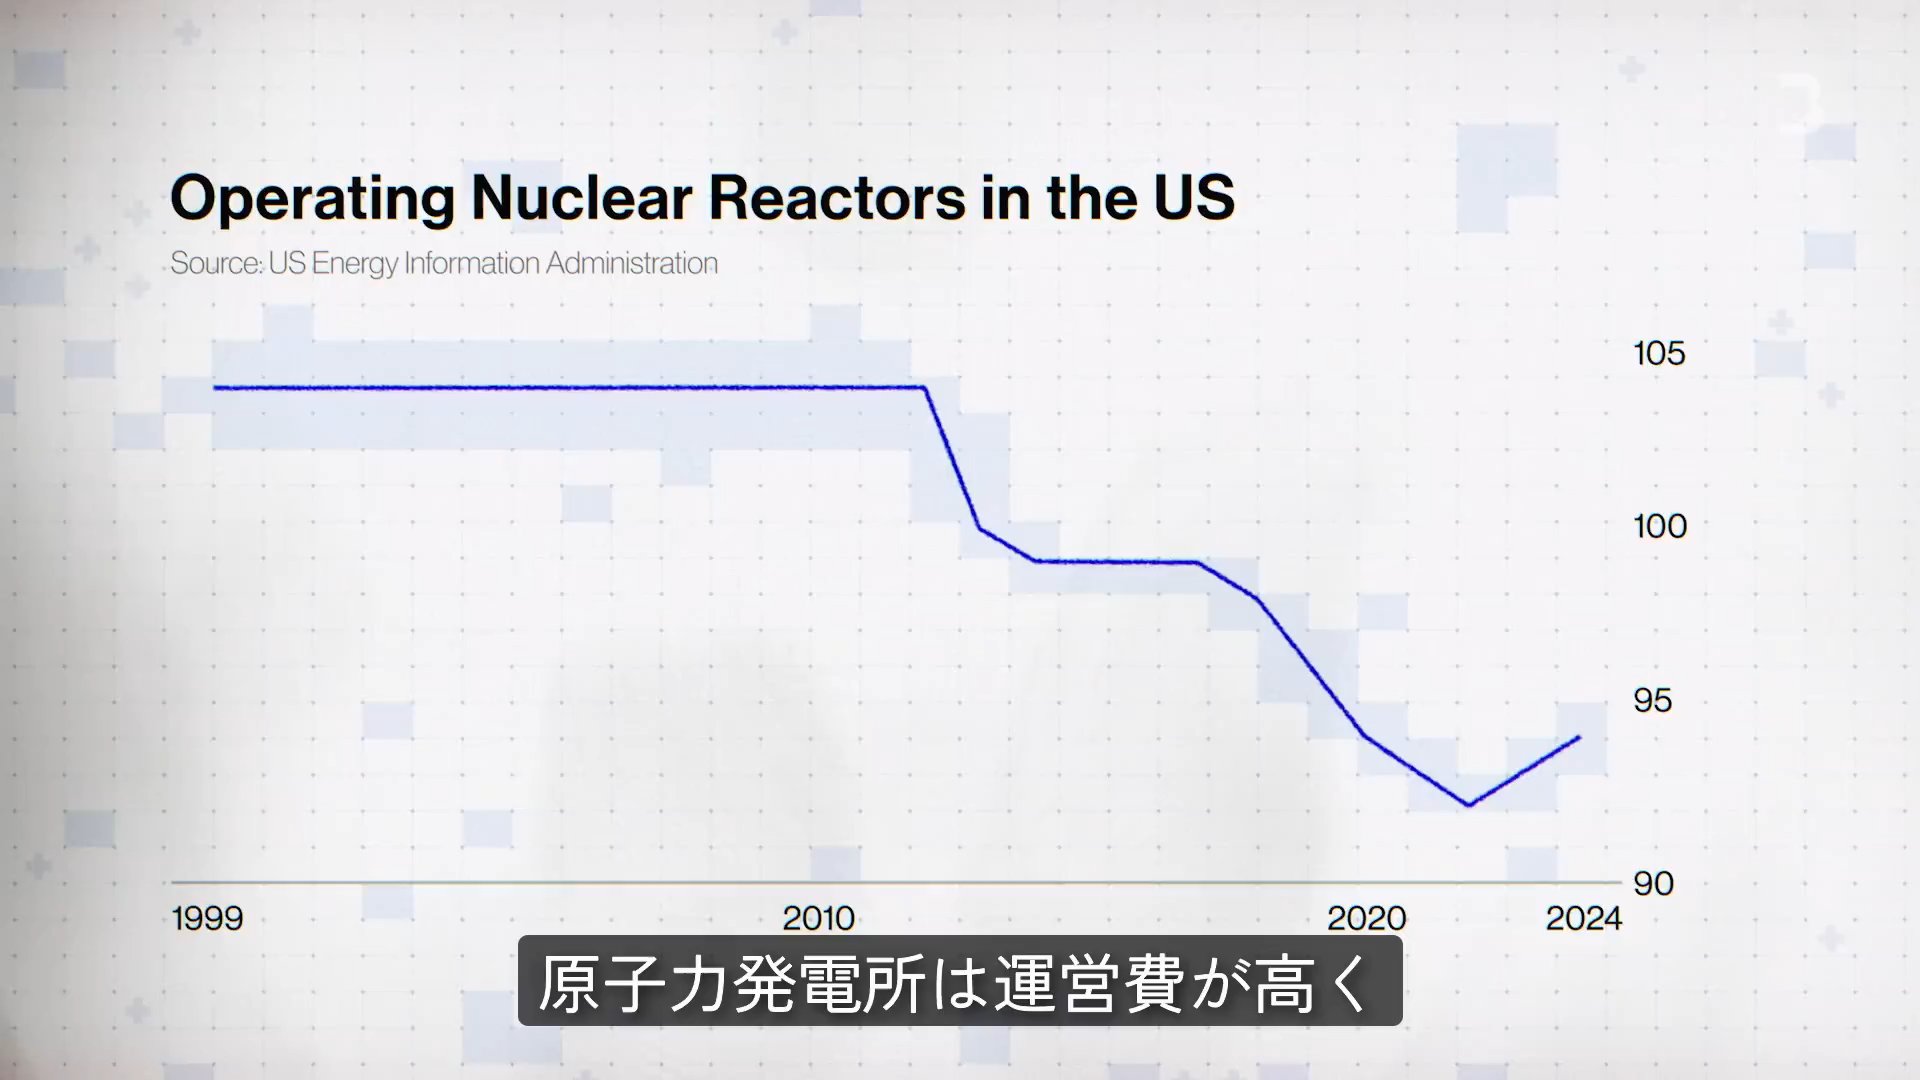 Operating Nuclear Reactors in the US
Source: US Energy Information Administration
105
100
95
90
1999 2010 2020 2024
原子力発電所は運営費が高く